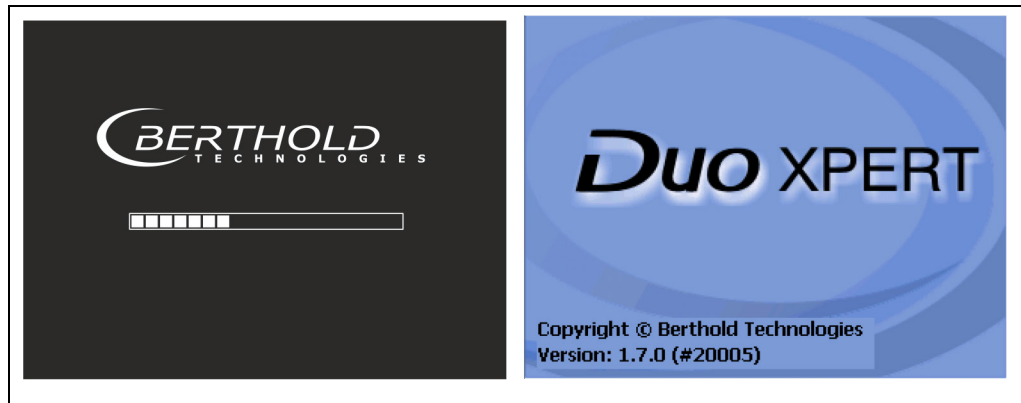 BERTHOLD
TECHNOLOGIES
Duo XPERT
Copyright © Berthold Technologies
Version: 1.7.0 (#20005)